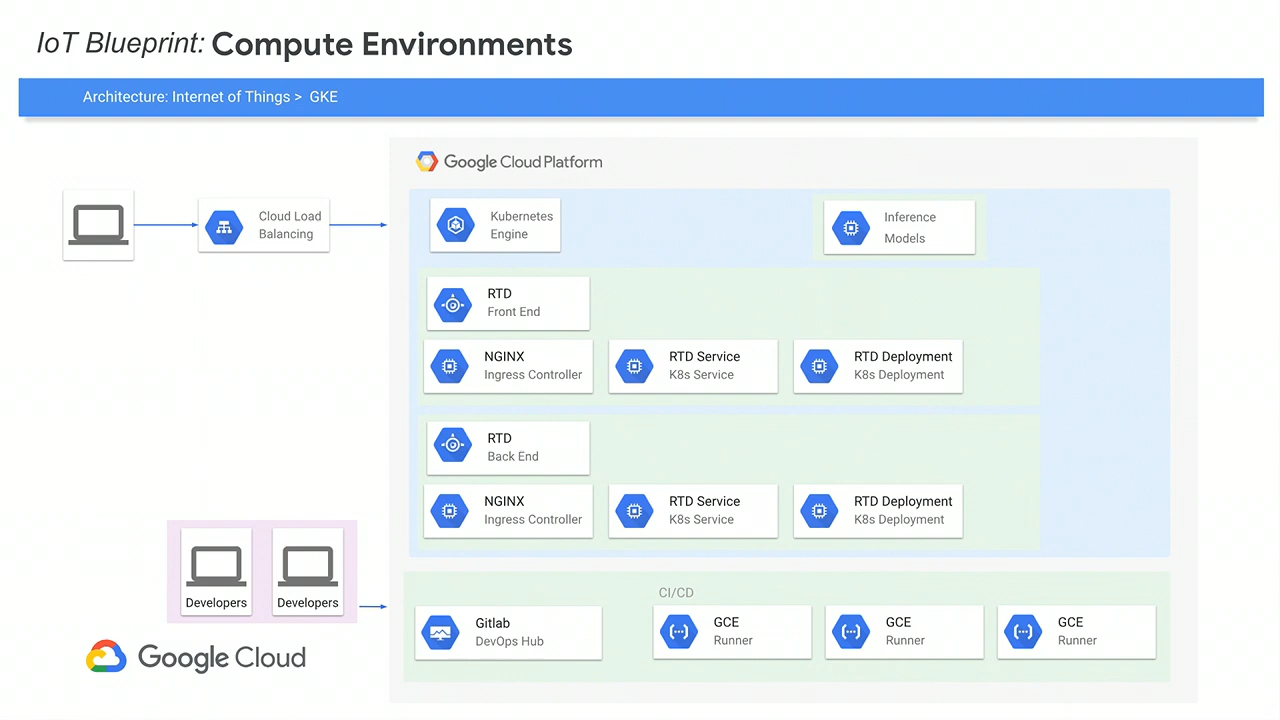 IoT Blueprint: Compute Environments
Architecture: Internet of Things > GKE
Google Cloud Platform
Cloud Load
Balancing
Kubernetes
Engine
Inference
Models
RTD
Front End
NGINX
Ingress Controller
RTD Service
K8s Service
RTD Deployment
K8s Deployment
RTD
Back End
NGINX
Ingress Controller
RTD Service
K8s Service
RTD Deployment
K8s Deployment
Developers
Developers
CI/CD
Gitlab
DevOps Hub
GCE
Runner
GCE
Runner
GCE
Runner
Google Cloud